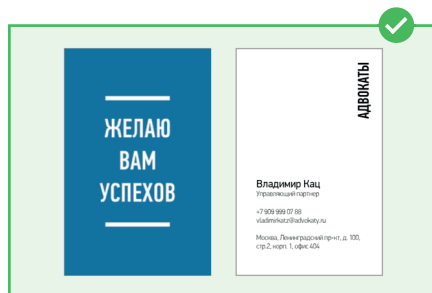 ЖЕЛАЮ
ВАМ
УСПЕХОВ
АДВОКАТЫ
Владимир Кац
Управляющий партнер
+7 909 999 07 88
vladimirkatz@advokaty.ru
Москва, Ленинградский пр-кт, д. 100,
стр.2, корп. 1, офис 404